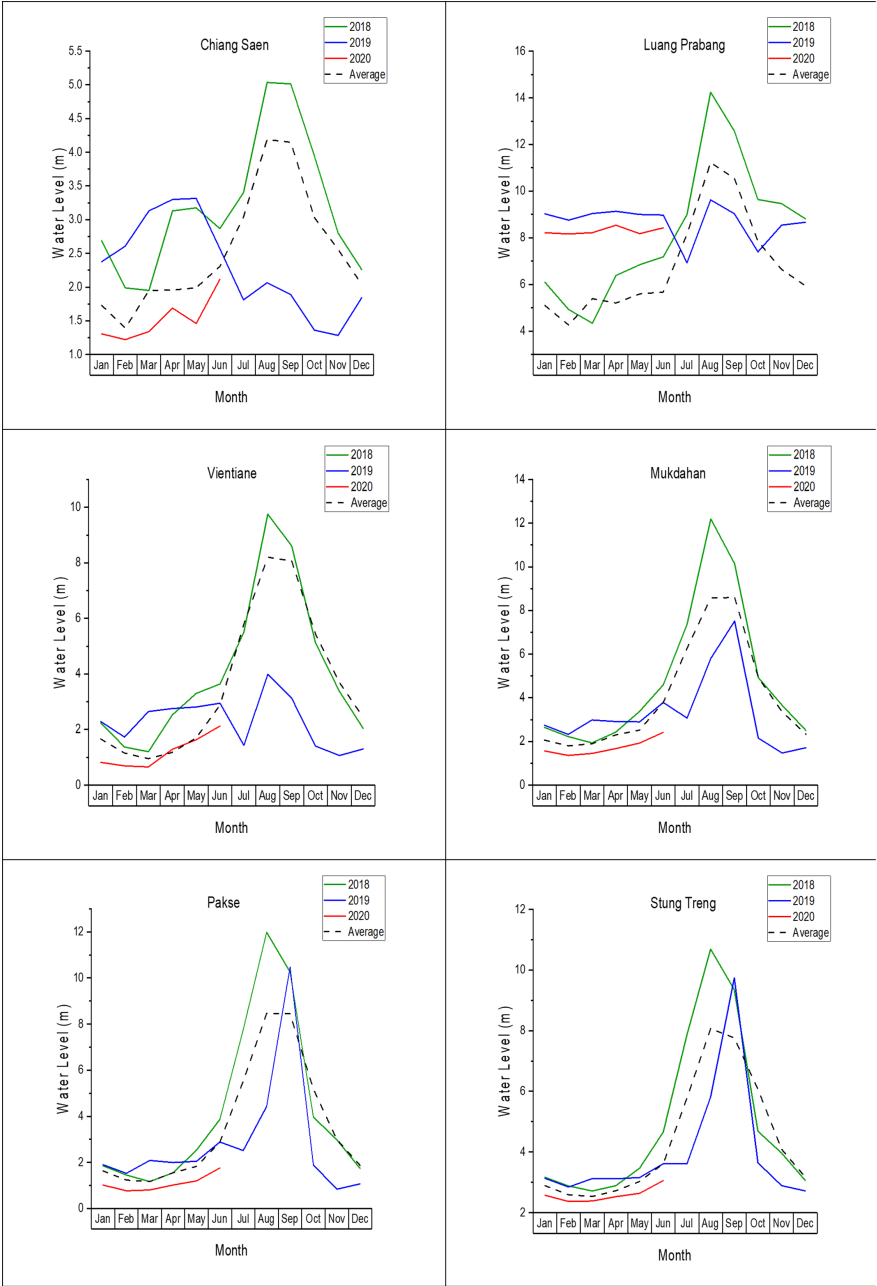 Chiang Saen
2018
2019
2020
Average
5.5
5.0
4.5
4.0
3.5
3.0
2.5
2.0
1.5
1.0
Water Level (m)
Jan Feb Mar Apr May Jun Jul Aug Sep Oct Nov Dec
Month
Luang Prabang
2018
2019
2020
Average
16
14
12
10
8
6
4
Water Level (m)
Jan Feb Mar Apr May Jun Jul Aug Sep Oct Nov Dec
Month
Vientiane
2018
2019
2020
Average
10
8
6
4
2
0
Water Level (m)
Jan Feb Mar Apr May Jun Jul Aug Sep Oct Nov Dec
Month
Mukdahan
2018
2019
2020
Average
14
12
10
8
6
4
2
0
Water Level (m)
Jan Feb Mar Apr May Jun Jul Aug Sep Oct Nov Dec
Month
Pakse
2018
2019
2020
Average
12
10
8
6
4
2
0
Water Level (m)
Jan Feb Mar Apr May Jun Jul Aug Sep Oct Nov Dec
Month
Stung Treng
2018
2019
2020
Average
12
10
8
6
4
2
Water Level (m)
Jan Feb Mar Apr May Jun Jul Aug Sep Oct Nov Dec
Month